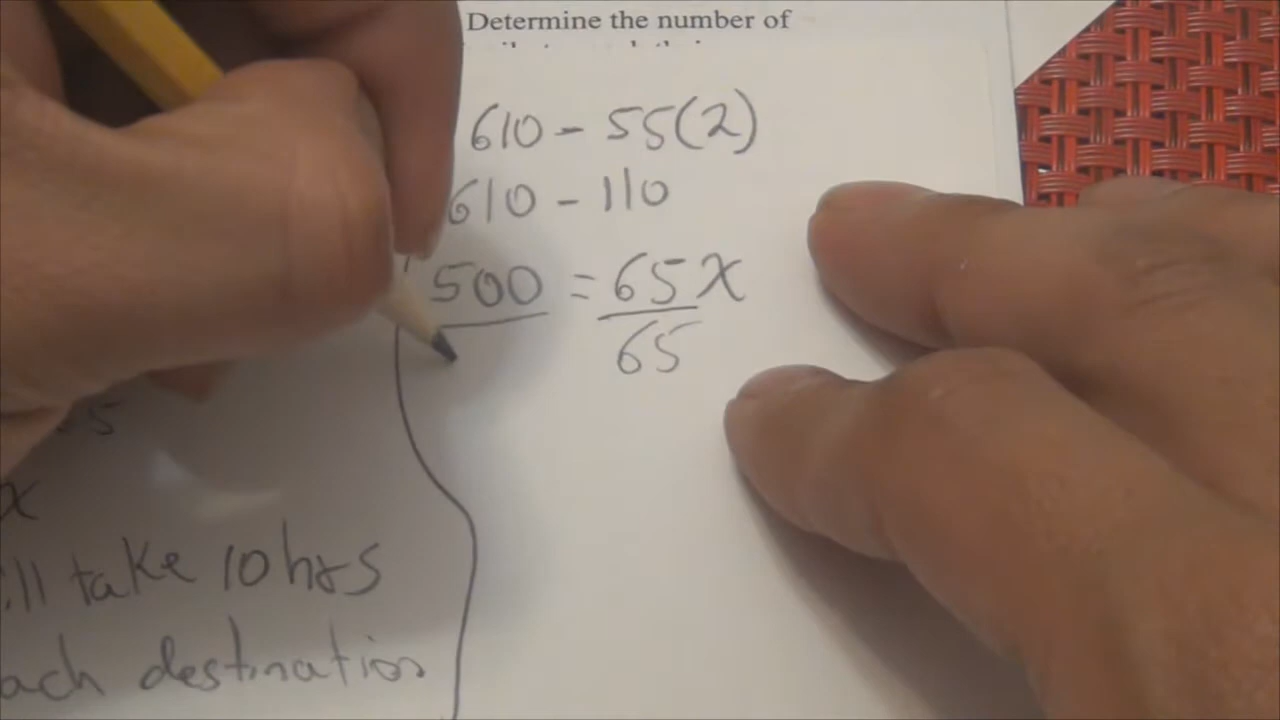 Determine the number of
610 - 55(2)
610 - 110
500 = 65x
65
x
take 10 hrs
destination